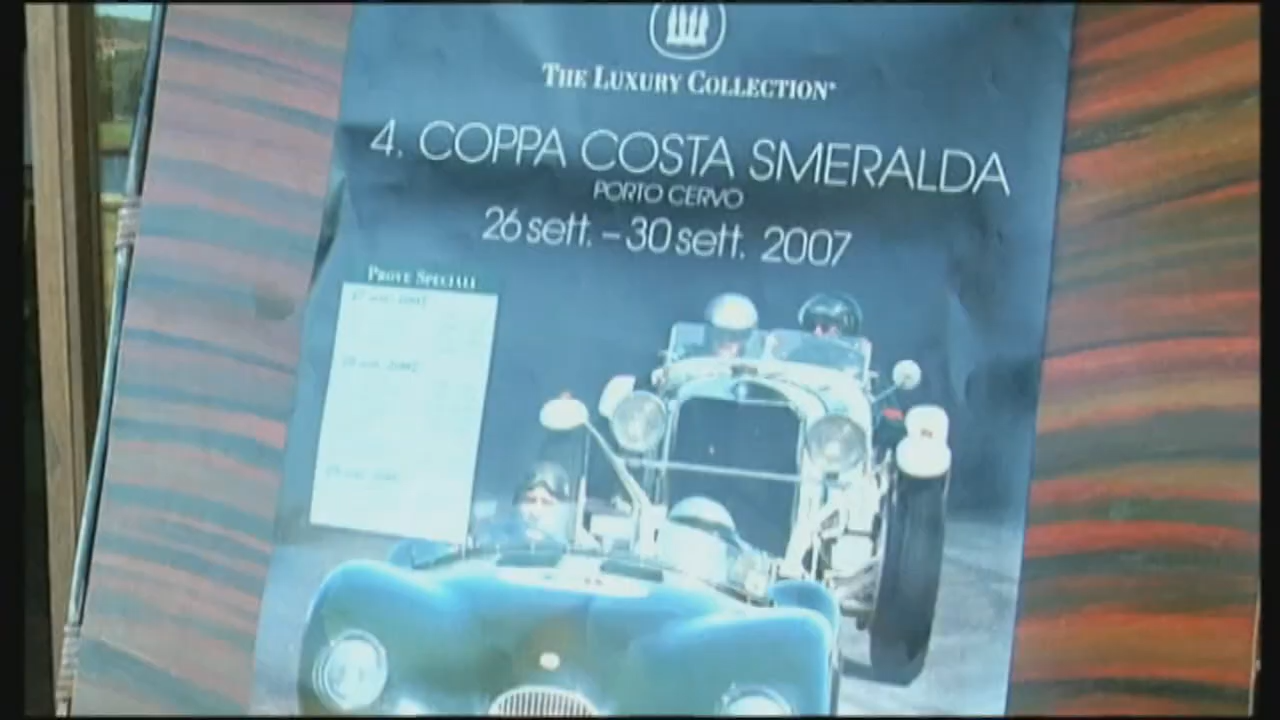 THE LUXURY COLLECTION
4. COPPA COSTA SMERALDA
PORTO CERVO
26 sett. – 30 sett. 2007
PROVE SPECIALI